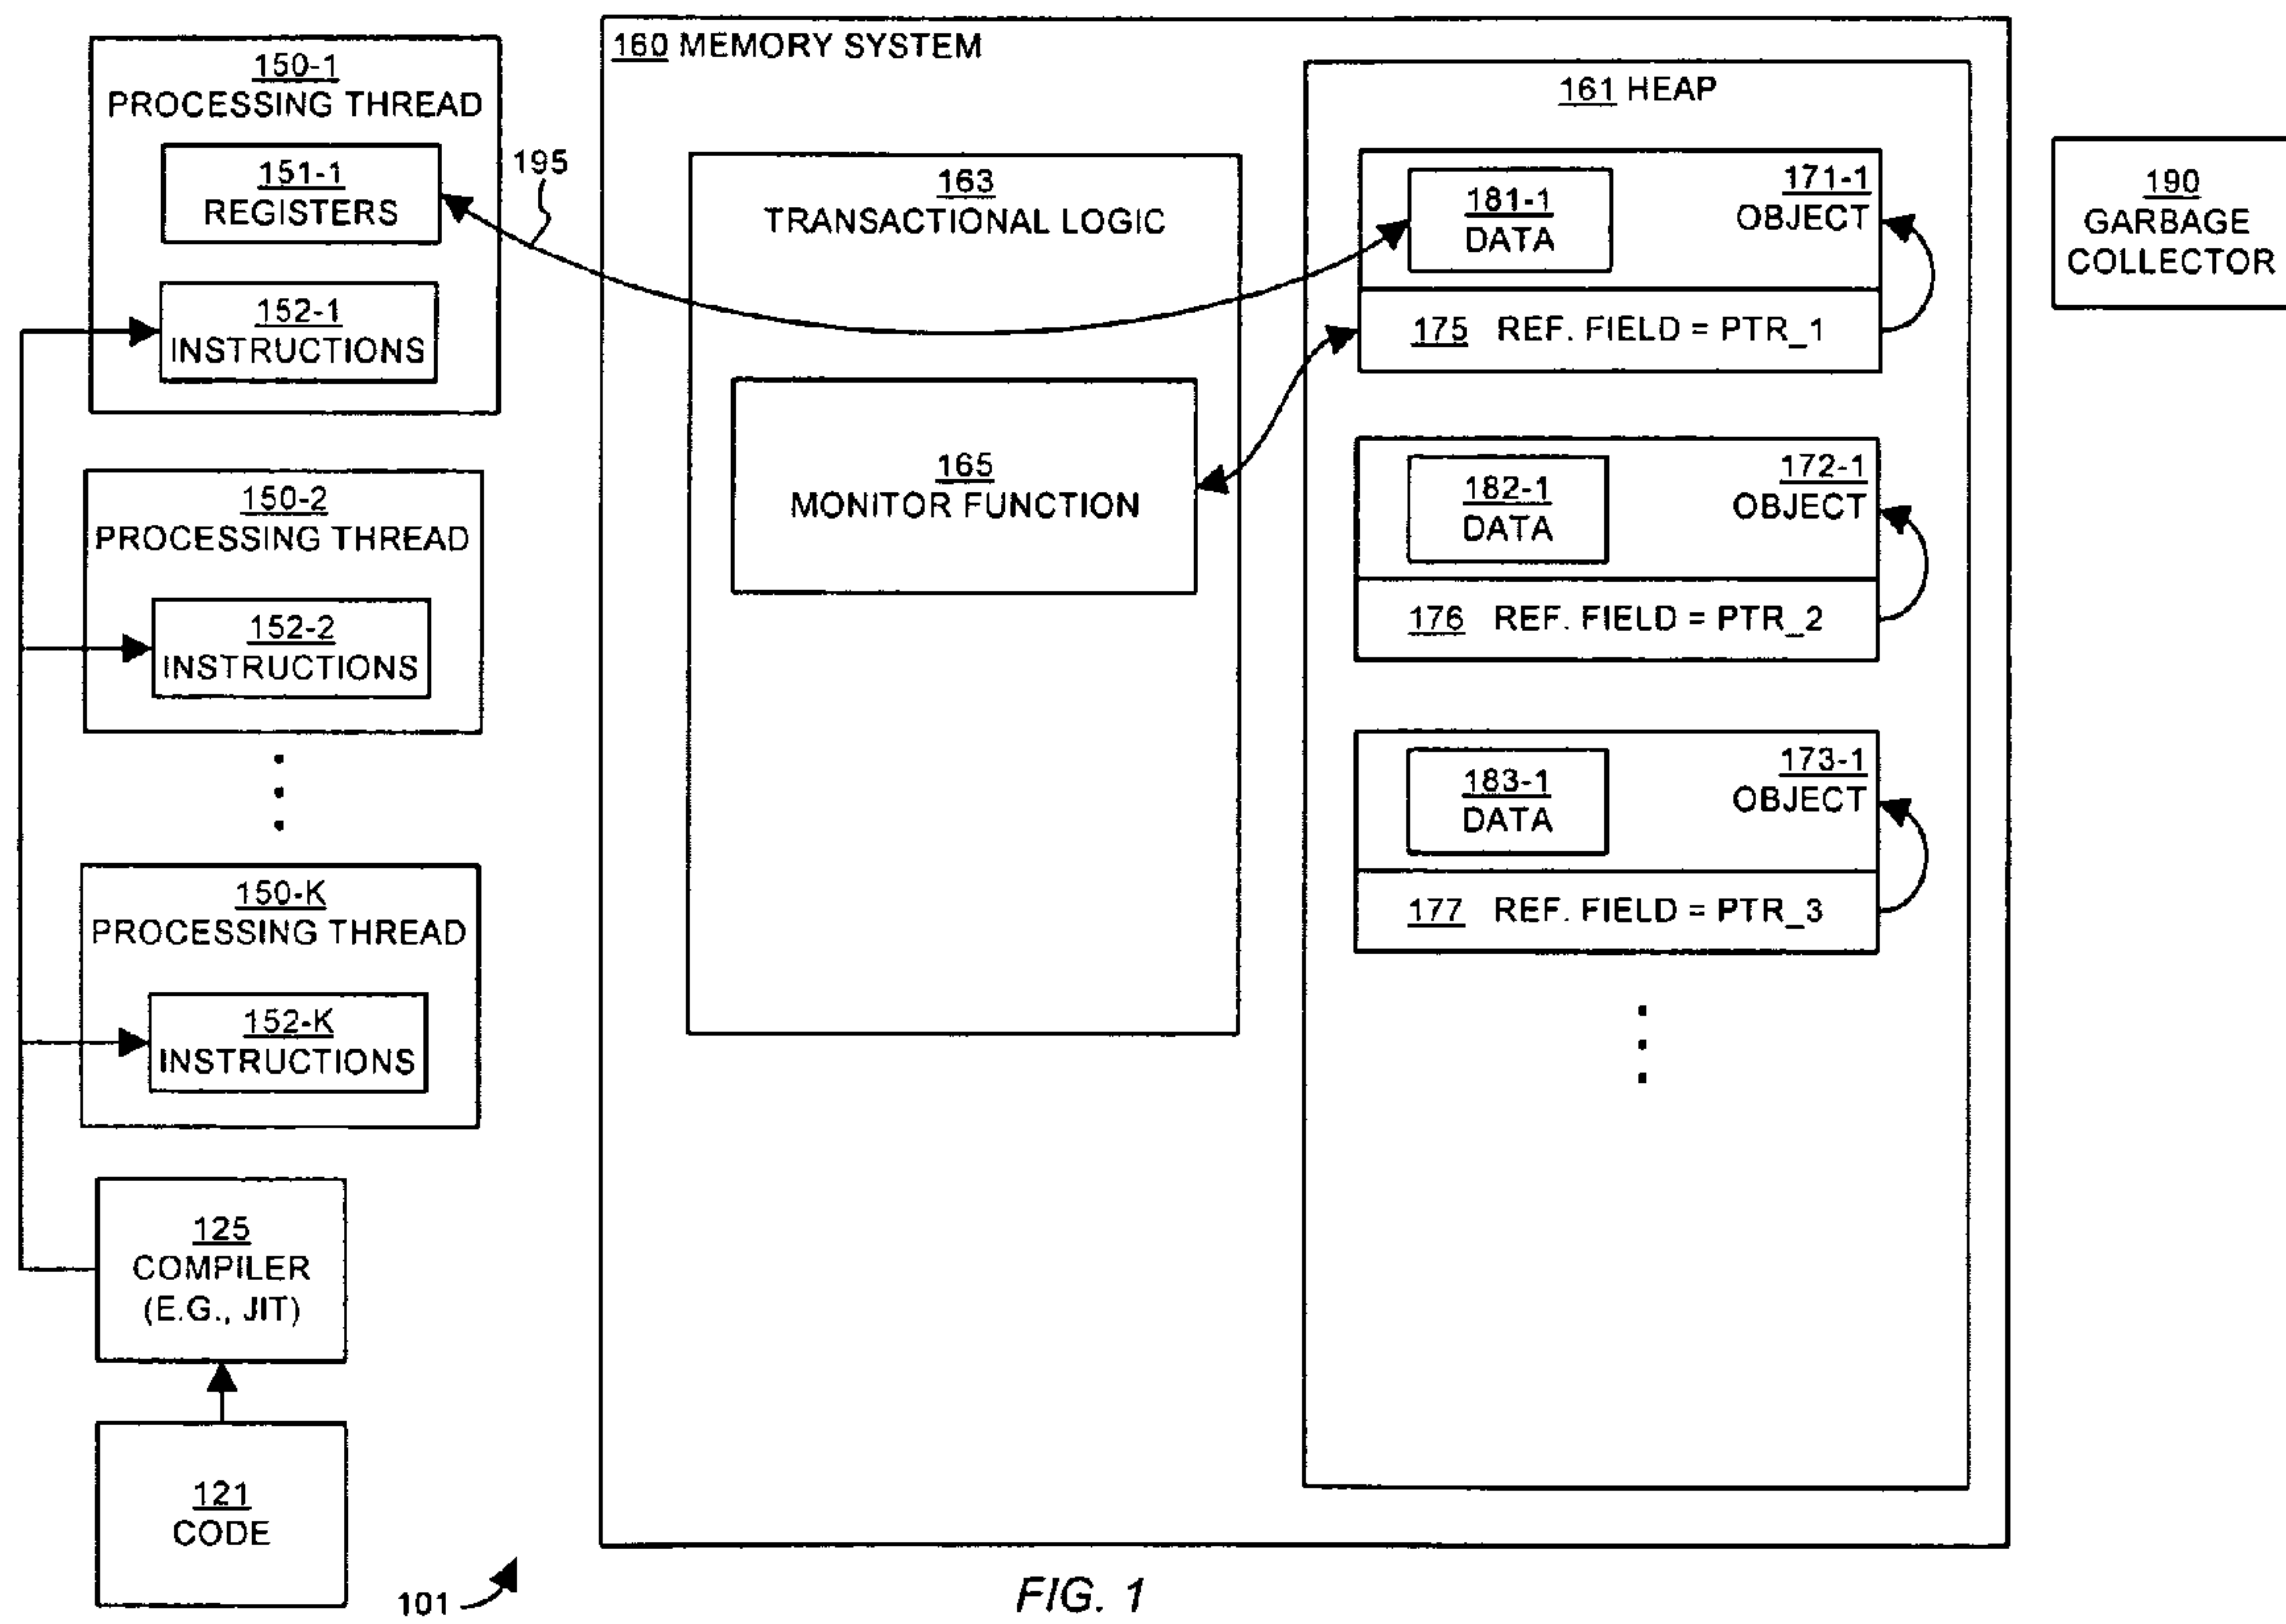 150-1
PROCESSING THREAD
151-1
REGISTERS
152-1
INSTRUCTIONS
150-2
PROCESSING THREAD
152-2
INSTRUCTIONS
150-K
PROCESSING THREAD
152-K
INSTRUCTIONS
125
COMPILER
(E.G., JIT)
121
CODE
101
195
160 MEMORY SYSTEM
163
TRANSACTIONAL LOGIC
165
MONITOR FUNCTION
161 HEAP
181-1
DATA
171-1
OBJECT
175 REF. FIELD = PTR_1
182-1
DATA
172-1
OBJECT
176 REF. FIELD = PTR_2
183-1
DATA
173-1
OBJECT
177 REF. FIELD = PTR_3
190
GARBAGE
COLLECTOR
FIG. 1